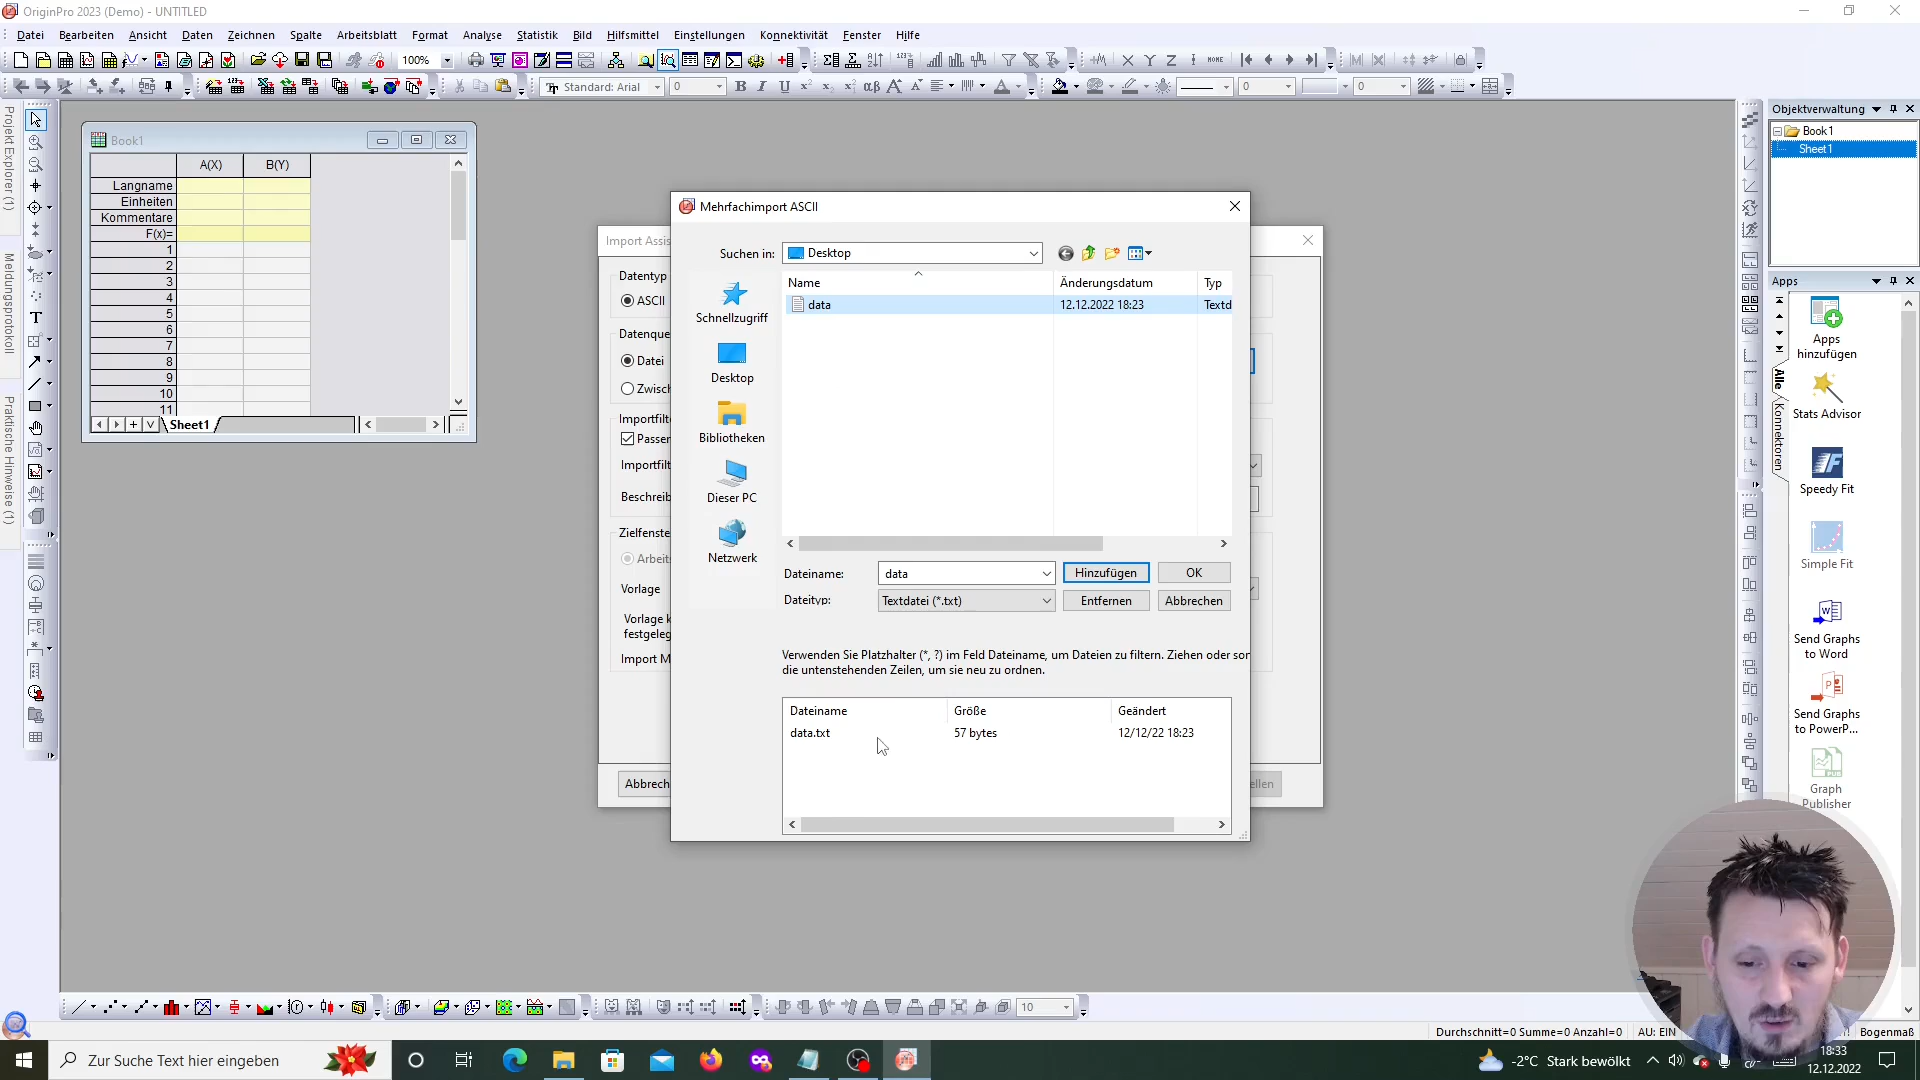 OriginPro 2023 (Demo) - UNTITLED
Datei Bearbeiten Ansicht Daten Zeichnen Spalte Arbeitsblatt Format Analyse Statistik Bild Hilfsmittel Einstellungen Konnektivität Fenster Hilfe
100%
Standard: Arial 0 0 0
Projekt Explorer (1)
Meldungsprotokoll
Praktische Hinweise (1)
Book1
A(X) B(Y)
Langname
Einheiten
Kommentare
F(x)=
1
2
3
4
5
6
7
8
9
10
11
Sheet1
Import Assis
Datentyp
ASCII
Datenque
Datei
Zwisch
Importfilte
Passer
Importfilt
Beschreib
Zielfenste
Arbeits
Vorlage
Vorlage k
festgeleg
Import M
Abbrech
ellen
Mehrfachimport ASCII
Suchen in: Desktop
Name Änderungsdatum Typ
data 12.12.2022 18:23 Textd
Schnellzugriff
Desktop
Bibliotheken
Dieser PC
Netzwerk
Dateiname: data Hinzufügen OK
Dateityp: Textdatei (*.txt) Entfernen Abbrechen
Verwenden Sie Platzhalter (*, ?) im Feld Dateiname, um Dateien zu filtern. Ziehen oder sor
die untenstehenden Zeilen, um sie neu zu ordnen.
Dateiname Größe Geändert
data.txt 57 bytes 12/12/22 18:23
Objektverwaltung
Book1
Sheet1
Apps
Alle
Konnektoren
Apps
hinzufügen
Stats Advisor
Speedy Fit
Simple Fit
Send Graphs
to Word
Send Graphs
to PowerP...
Graph
Publisher
10
Durchschnitt=0 Summe=0 Anzahl=0 AU: EIN Bogenmaß
Zur Suche Text hier eingeben
-2°C Stark bewölkt
18:33
12.12.2022